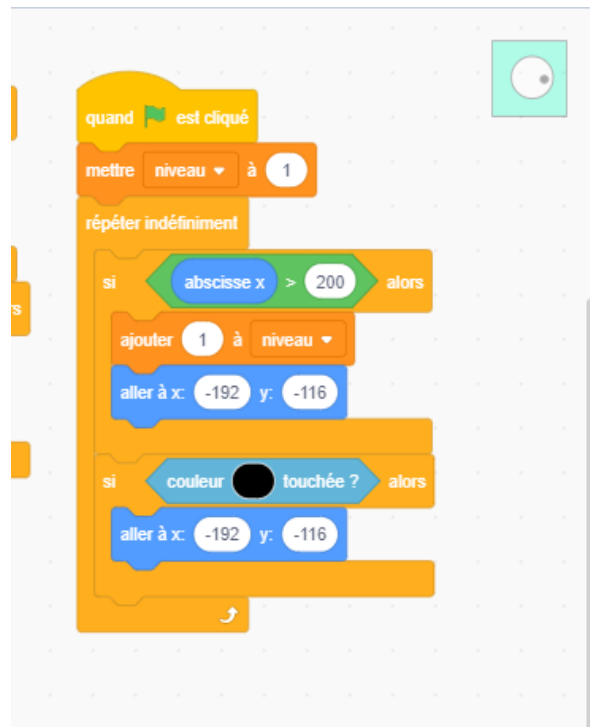 quand est cliqué
mettre niveau à 1
répéter indéfiniment
si abscisse x > 200 alors
ajouter 1 à niveau
aller à x: -192 y: -116
si couleur touchée ? alors
aller à x: -192 y: -116
s